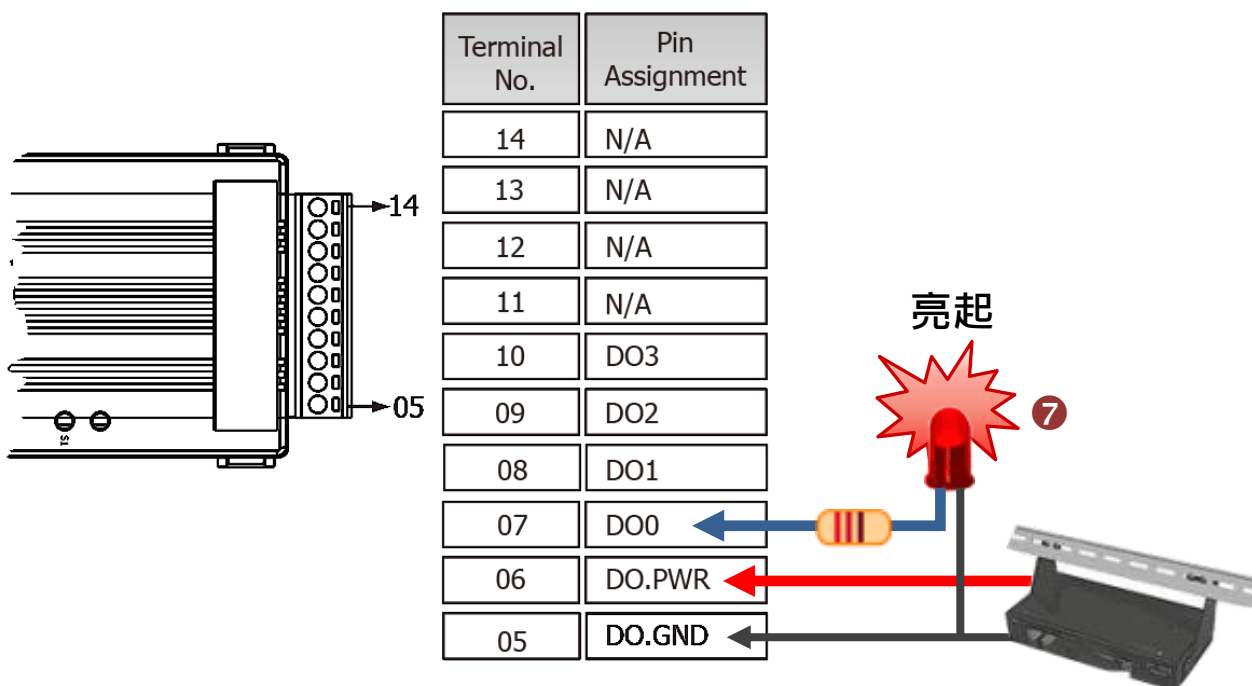 Terminal No.
Pin Assignment
14
N/A
13
N/A
12
N/A
11
N/A
10
DO3
09
DO2
08
DO1
07
DO0
06
DO.PWR
05
DO.GND
14
05
S1
亮起
7